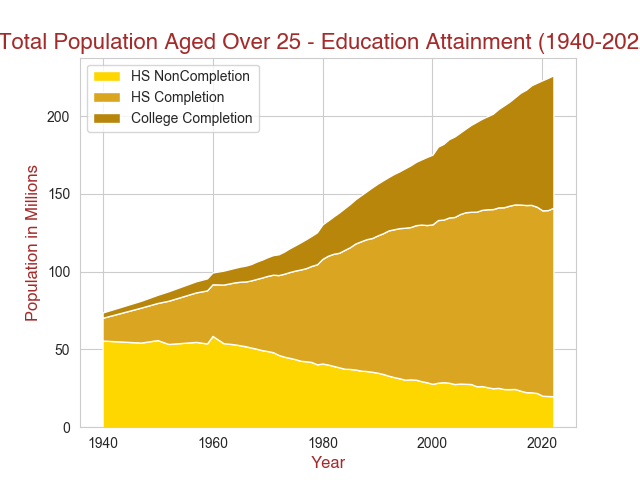 Total Population Aged Over 25 - Education Attainment (1940-202
HS NonCompletion
HS Completion
College Completion
Population in Millions
200
150
100
50
0
1940
1960
1980
2000
2020
Year